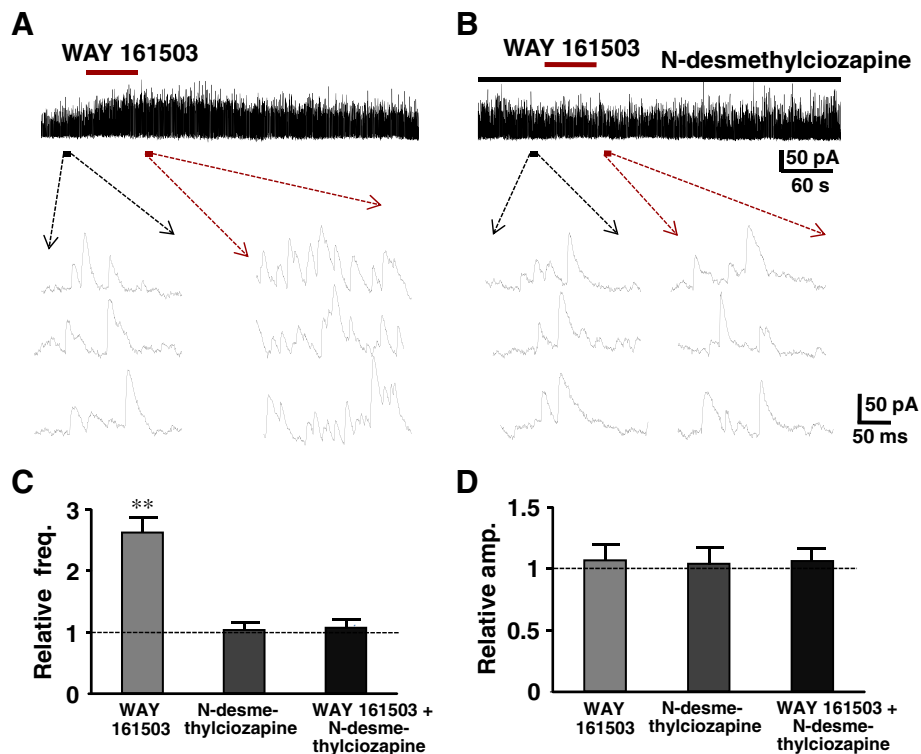 A
WAY 161503
B
WAY 161503
N-desmethylciozapine
50 pA
60 s
50 pA
50 ms
C
Relative freq.
3
2
1
0
**
WAY
161503
N-desme-
thylciozapine
WAY 161503 +
N-desme-
thylciozapine
D
Relative amp.
1.5
1
0.5
0
WAY
161503
N-desme-
thylciozapine
WAY 161503 +
N-desme-
thylciozapine